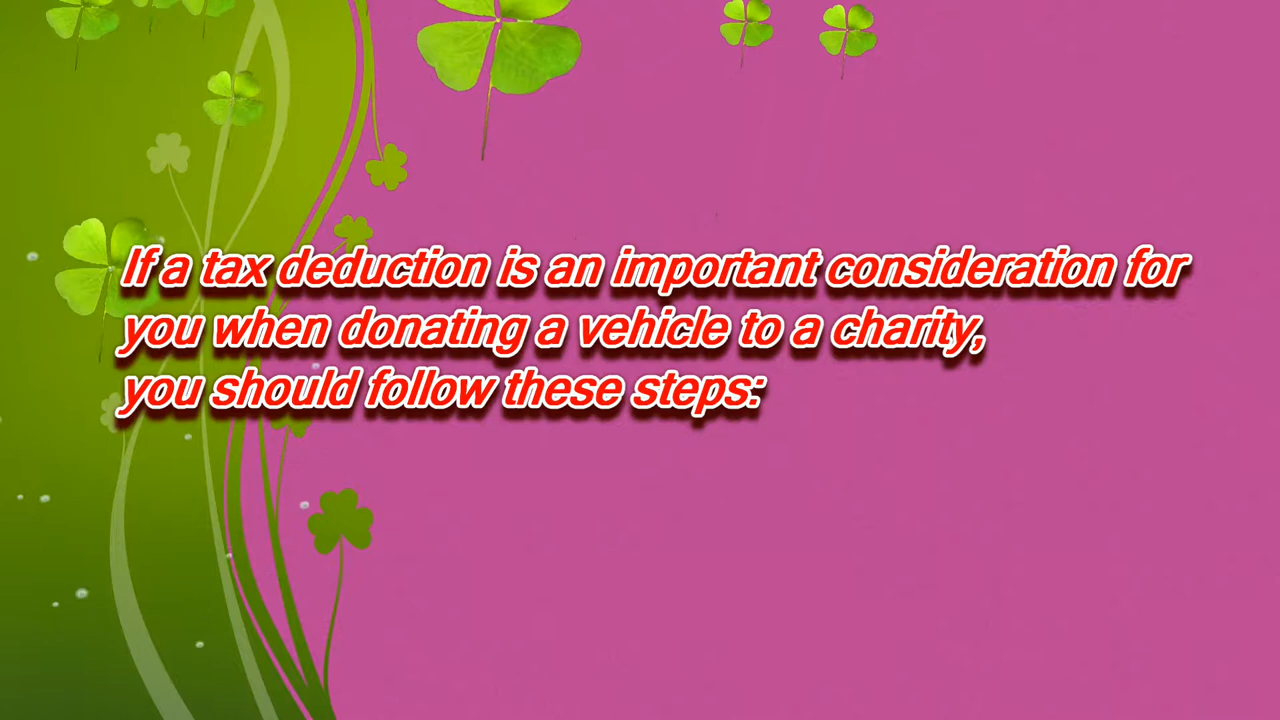 If a tax deduction is an important consideration for
you when donating a vehicle to a charity,
you should follow these steps: